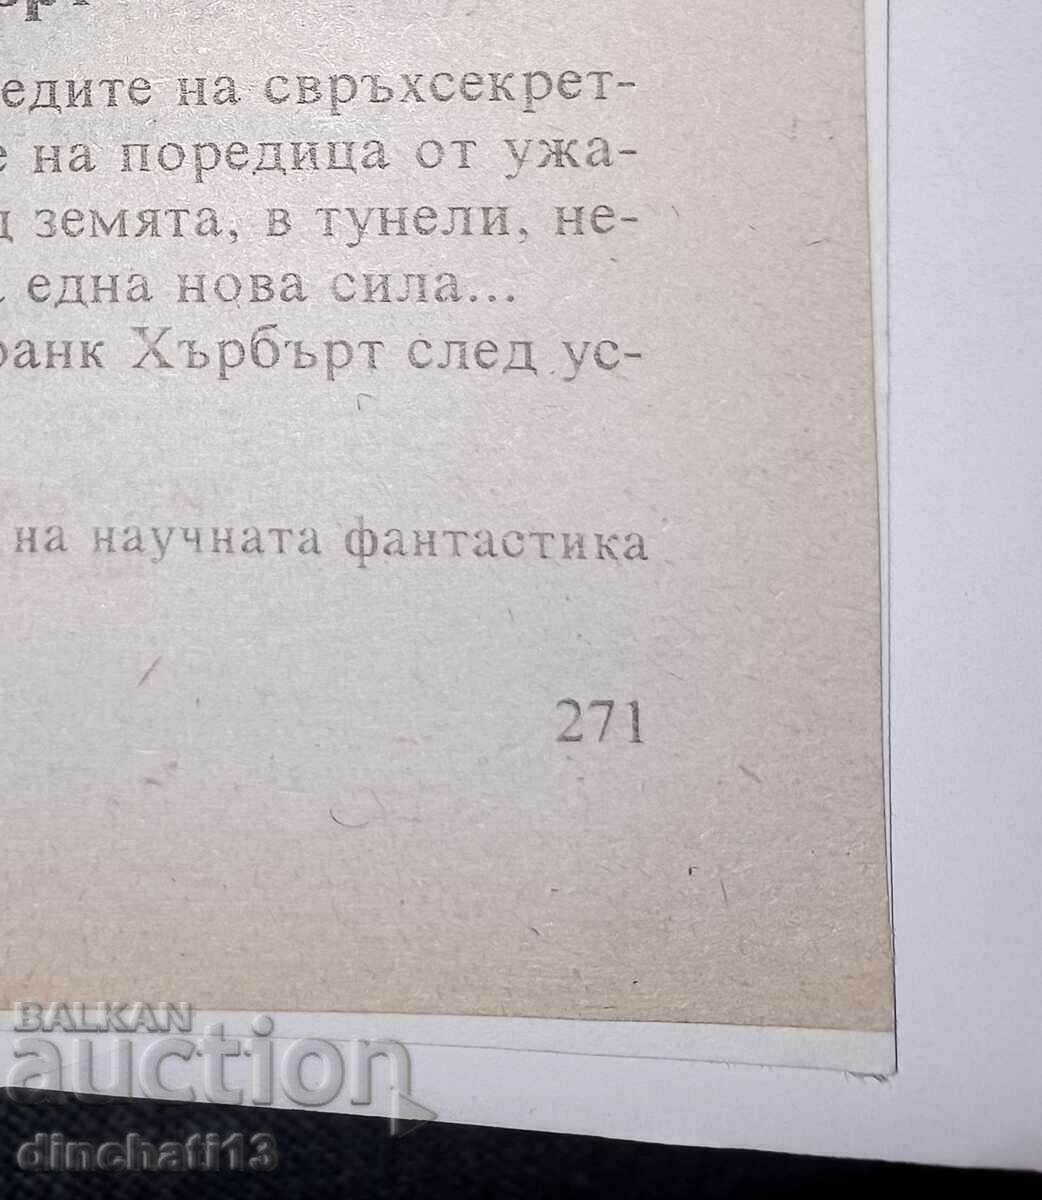 едите на свръхсекрет-
е на поредица от ужа-
д земята, в тунели, не-
една нова сила...
ранк Хърбърт след ус-
на научната фантастика
271
BALKAN
auction
dinchati13